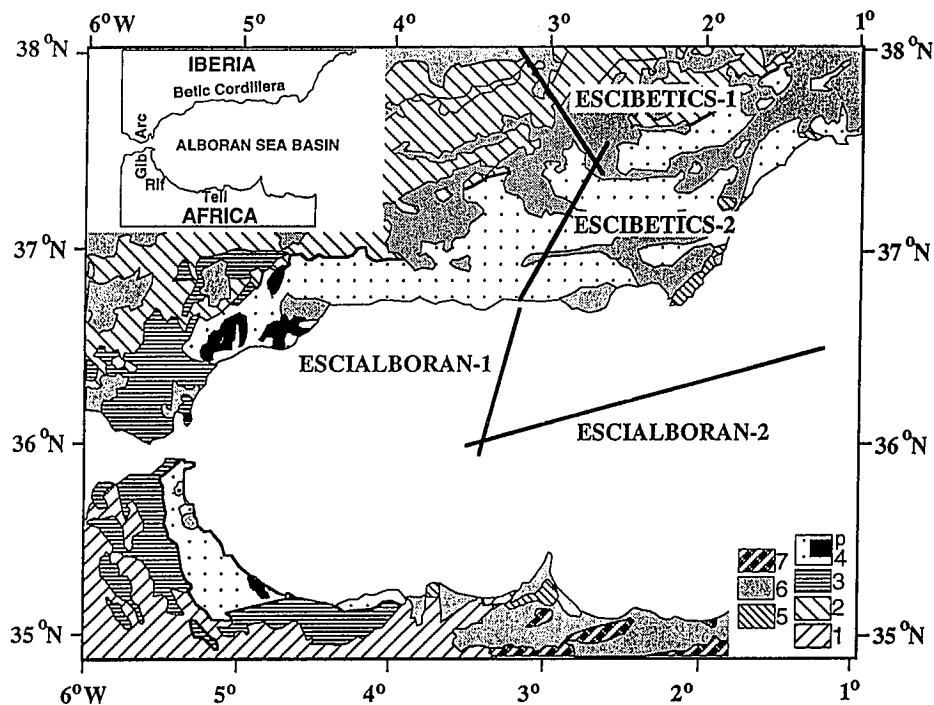 6°W 5° 4° 3° 2° 1°
38°N
38°N
IBERIA
Betic Cordillera
ESCIBETICS-1
Gib. Arc
ALBORAN SEA BASIN
Rif
Tell
AFRICA
ESCIBETICS-2
37°N
37°N
ESCIALBORAN-1
ESCIALBORAN-2
36°N
36°N
7
p
4
6
3
5
2
1
35°N
35°N
6°W 5° 4° 3° 2° 1°